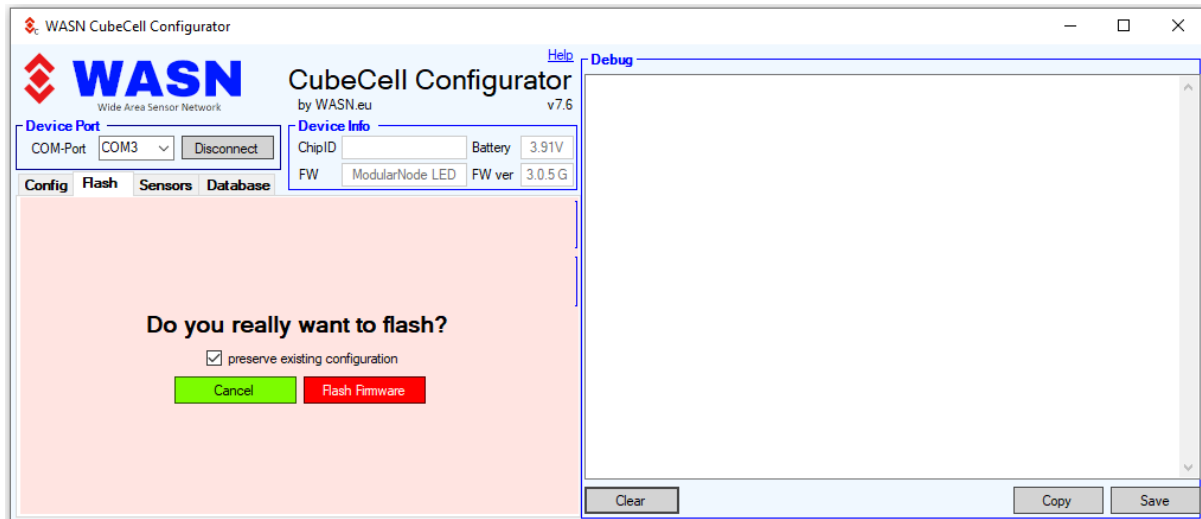 WASN CubeCell Configurator
Help
WASN
Wide Area Sensor Network
CubeCell Configurator
by WASN.eu v7.6
Device Port
COM-Port COM3 Disconnect
Device Info
ChipID Battery 3.91V
FW ModularNode LED FW ver 3.0.5 G
Config Flash Sensors Database
Do you really want to flash?
preserve existing configuration
Cancel Flash Firmware
Debug
Clear Copy Save